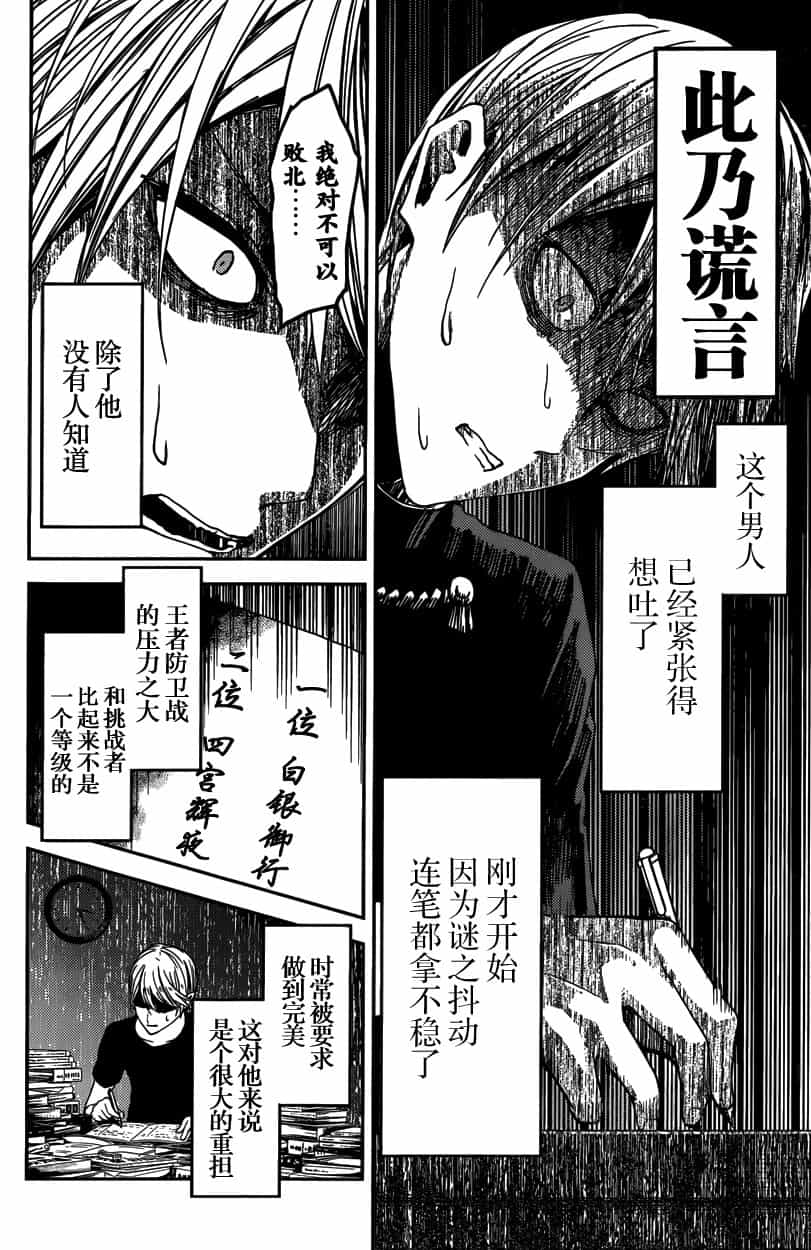 此乃谎言
这个男人
已经紧张得
想吐了
刚才开始
因为谜之抖动
连笔都拿不稳了
我绝对不可以
败北……
除了他
没有人知道
一位 白银御行
二位 四宫辉夜
王者防卫战
的压力之大
和挑战者
比起来不是
一个等级的
时常被要求
做到完美
这对他来说
是个很大的重担